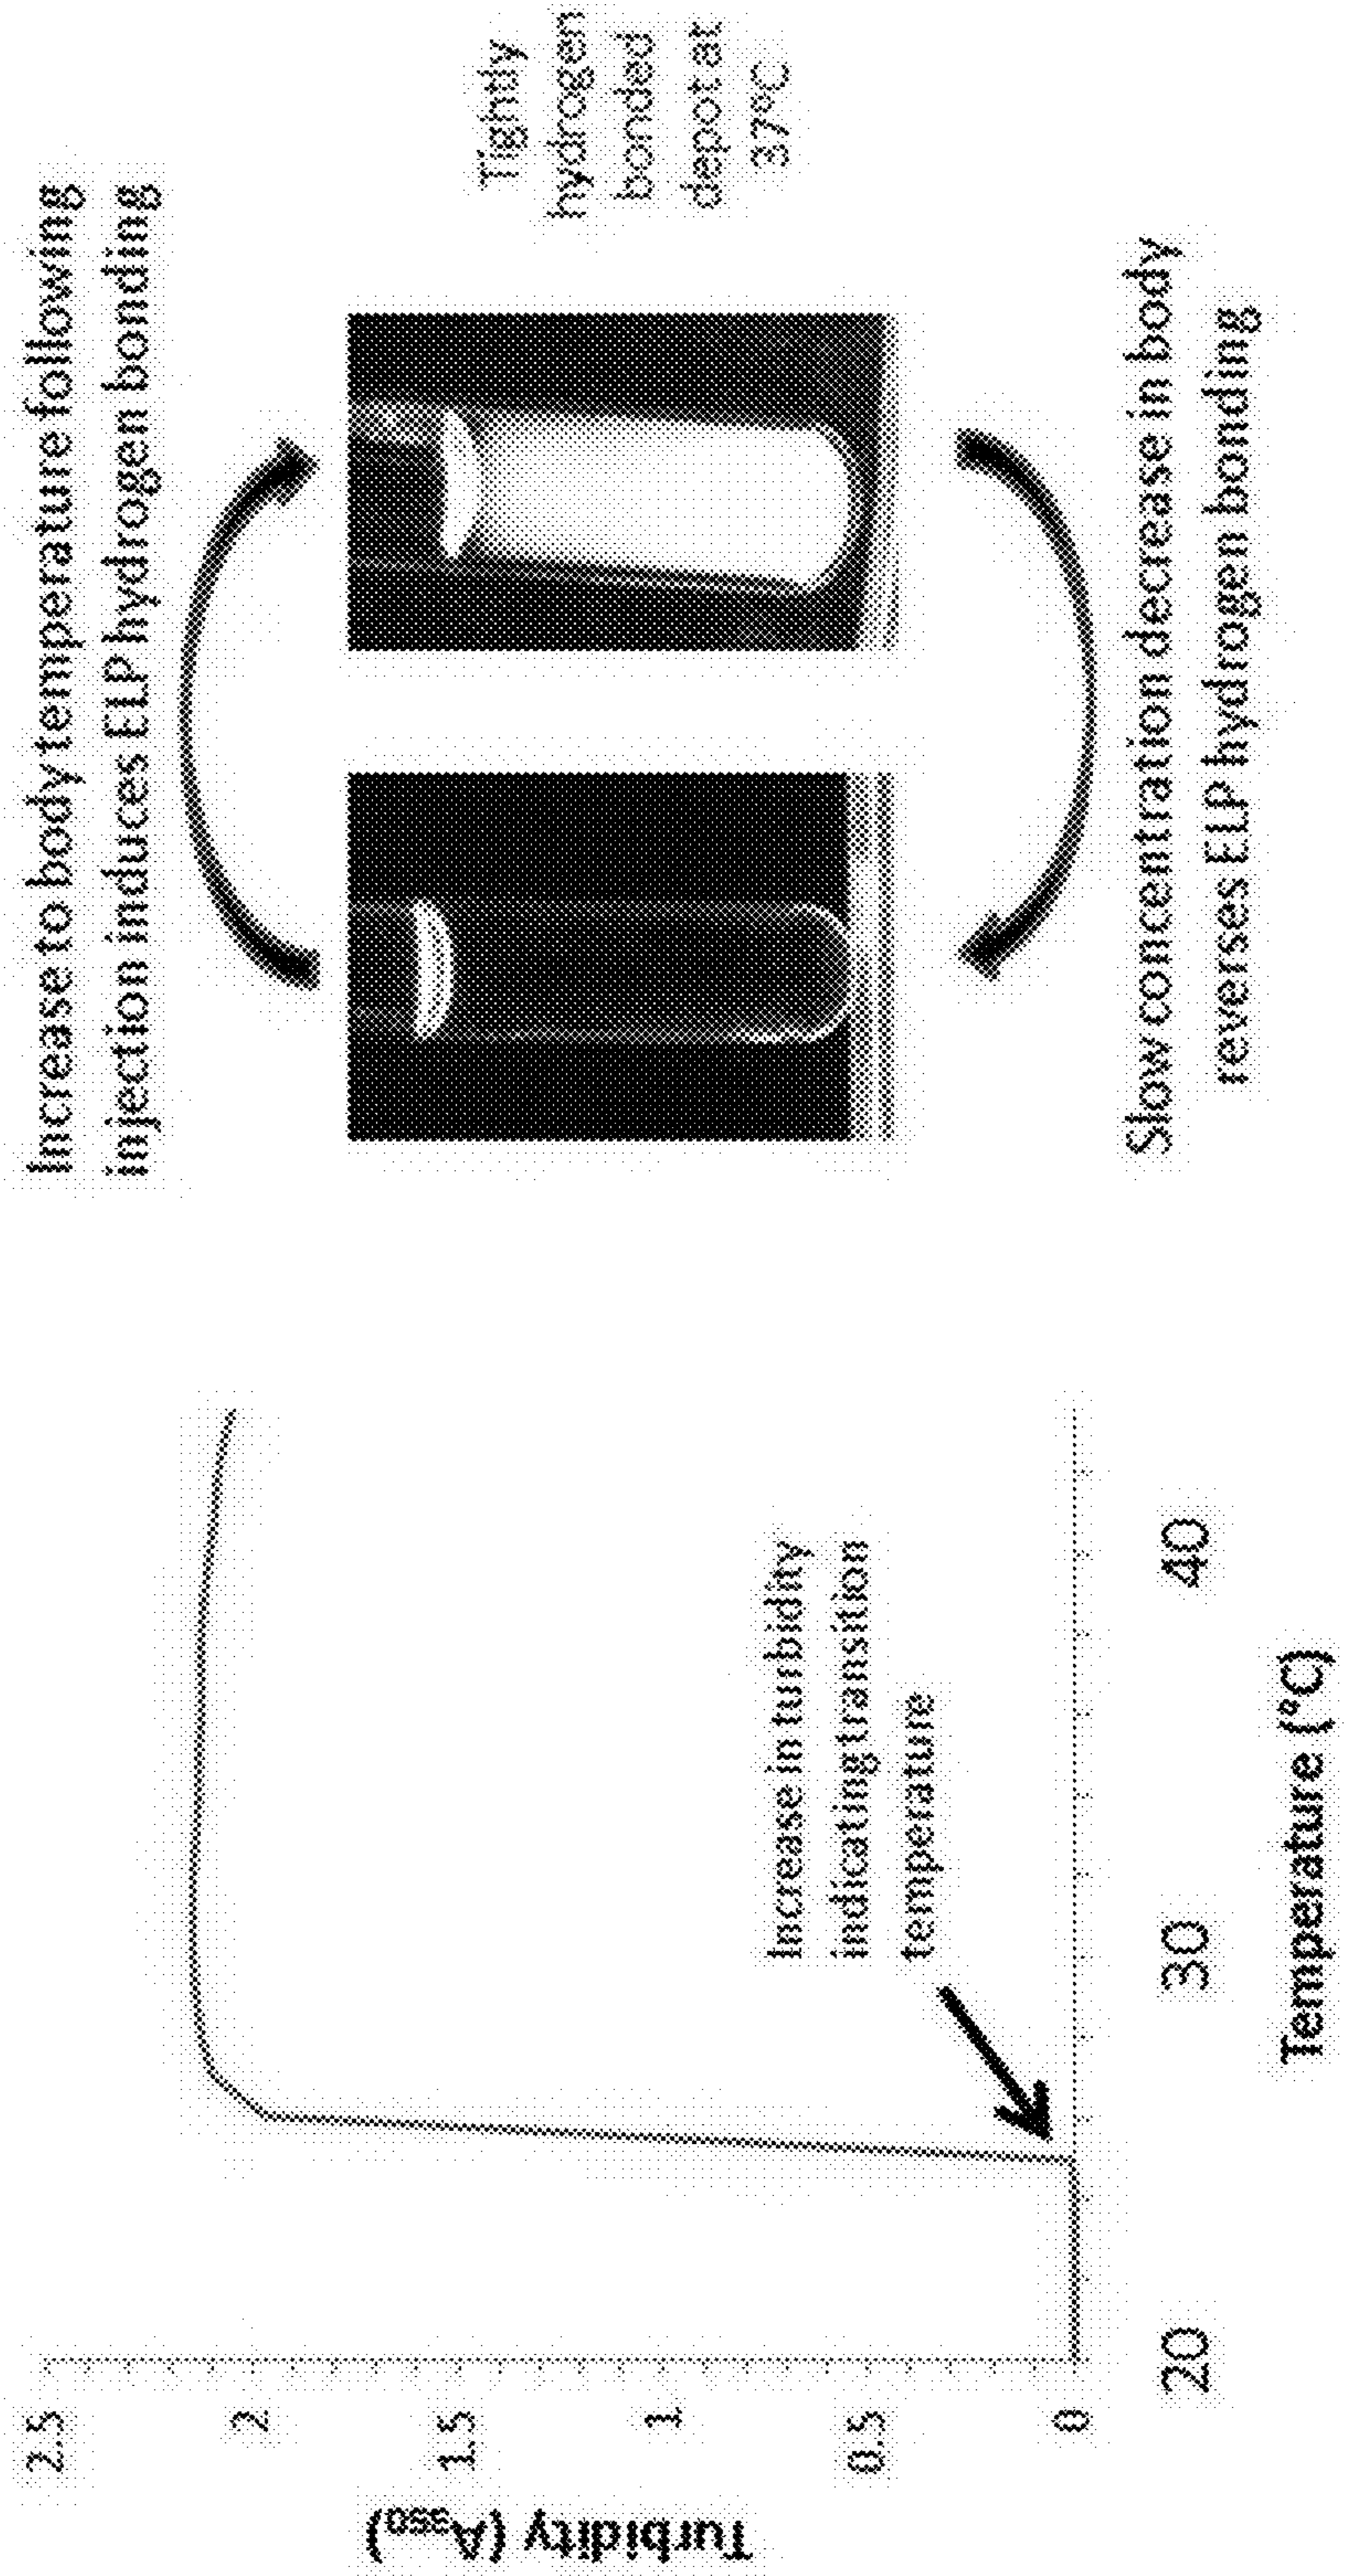 Turbidity (A350)
2.5
2
1.5
1
0.5
0
20
30
40
Temperature (°C)
Increase in turbidity
indicating transition
temperature
Increase to body temperature following
injection induces ELP hydrogen bonding
Tightly
hydrogen
bonded
depot at
37°C
Slow concentration decrease in body
reverses ELP hydrogen bonding